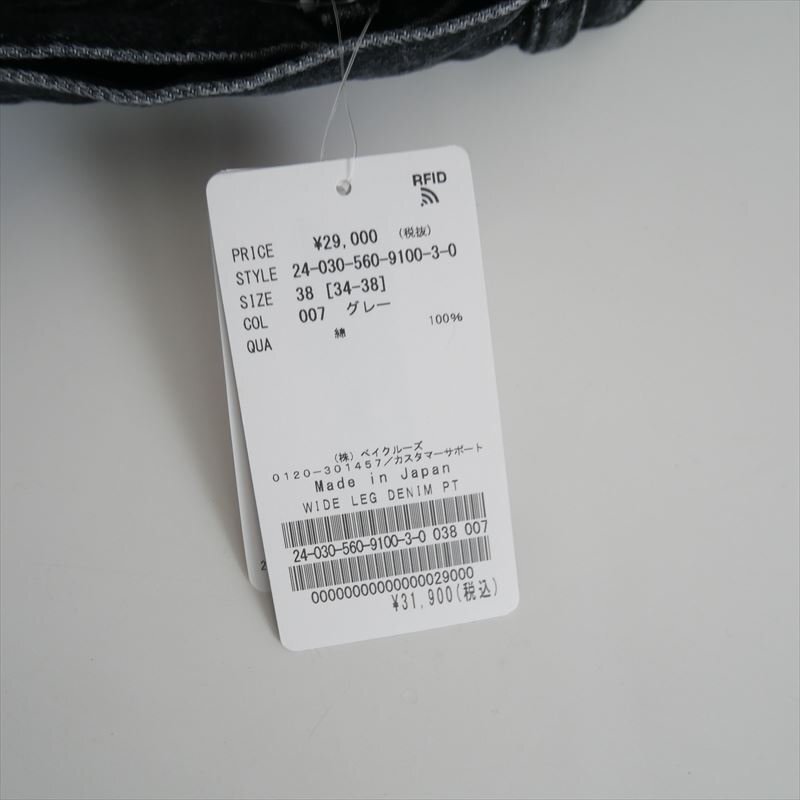 RFID
PRICE ¥29,000 (税抜)
STYLE 24-030-560-9100-3-0
SIZE 38 [34-38]
COL 007 グレー
QUA 綿 100%
(株) ベイクルーズ
0120-301457/カスタマーサポート
Made in Japan
WIDE LEG DENIM PT
24-030-560-9100-3-0 038 007
00000000000000029000
¥31,900(税込)
2